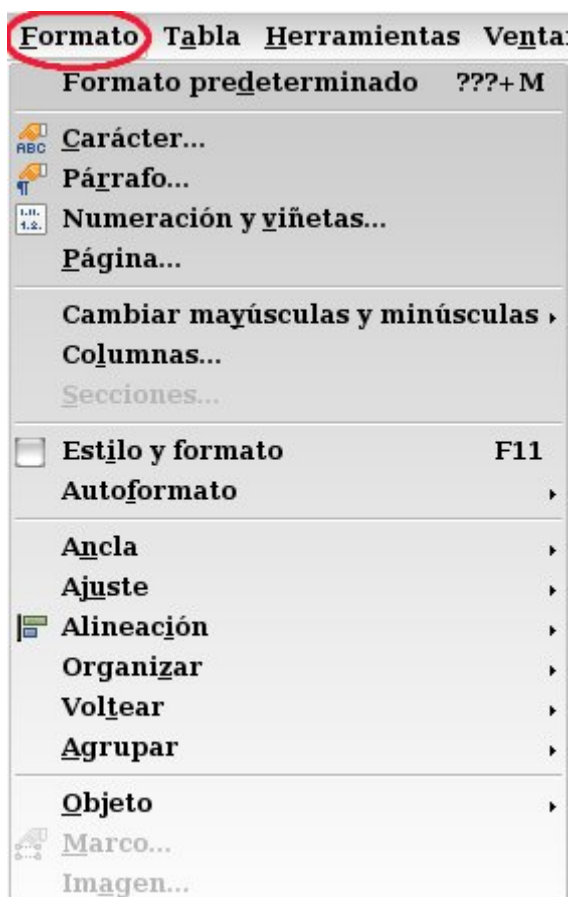 Formato Tabla Herramientas Venta
Formato predeterminado ???+M
ABC Carácter...
Párrafo...
Numeración y viñetas...
Página...
Cambiar mayúsculas y minúsculas
Columnas...
Secciones...
Estilo y formato F11
Autoformato
Ancla
Ajuste
Alineación
Organizar
Voltear
Agrupar
Objeto
Marco...
Imagen...